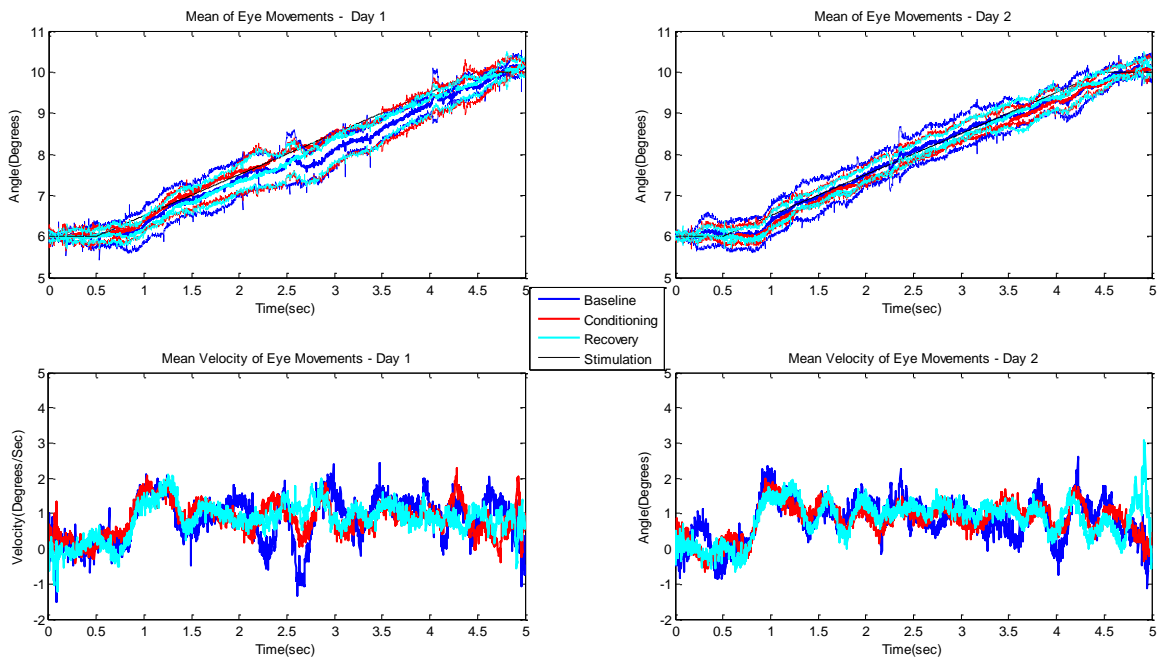 Mean of Eye Movements -  Day 1
11
10
9
8
7
6
5
Angle(Degrees)
0 0.5 1 1.5 2 2.5 3 3.5 4 4.5 5
Time(sec)
Mean of Eye Movements - Day 2
11
10
9
8
7
6
5
Angle(Degrees)
0 0.5 1 1.5 2 2.5 3 3.5 4 4.5 5
Time(sec)
Baseline
Conditioning
Recovery
Stimulation
Mean Velocity of Eye Movements - Day 1
5
4
3
2
1
0
-1
-2
Velocity(Degrees/Sec)
0 0.5 1 1.5 2 2.5 3 3.5 4 4.5 5
Time(sec)
Mean Velocity of Eye Movements - Day 2
5
4
3
2
1
0
-1
-2
Angle(Degrees)
0 0.5 1 1.5 2 2.5 3 3.5 4 4.5 5
Time(sec)